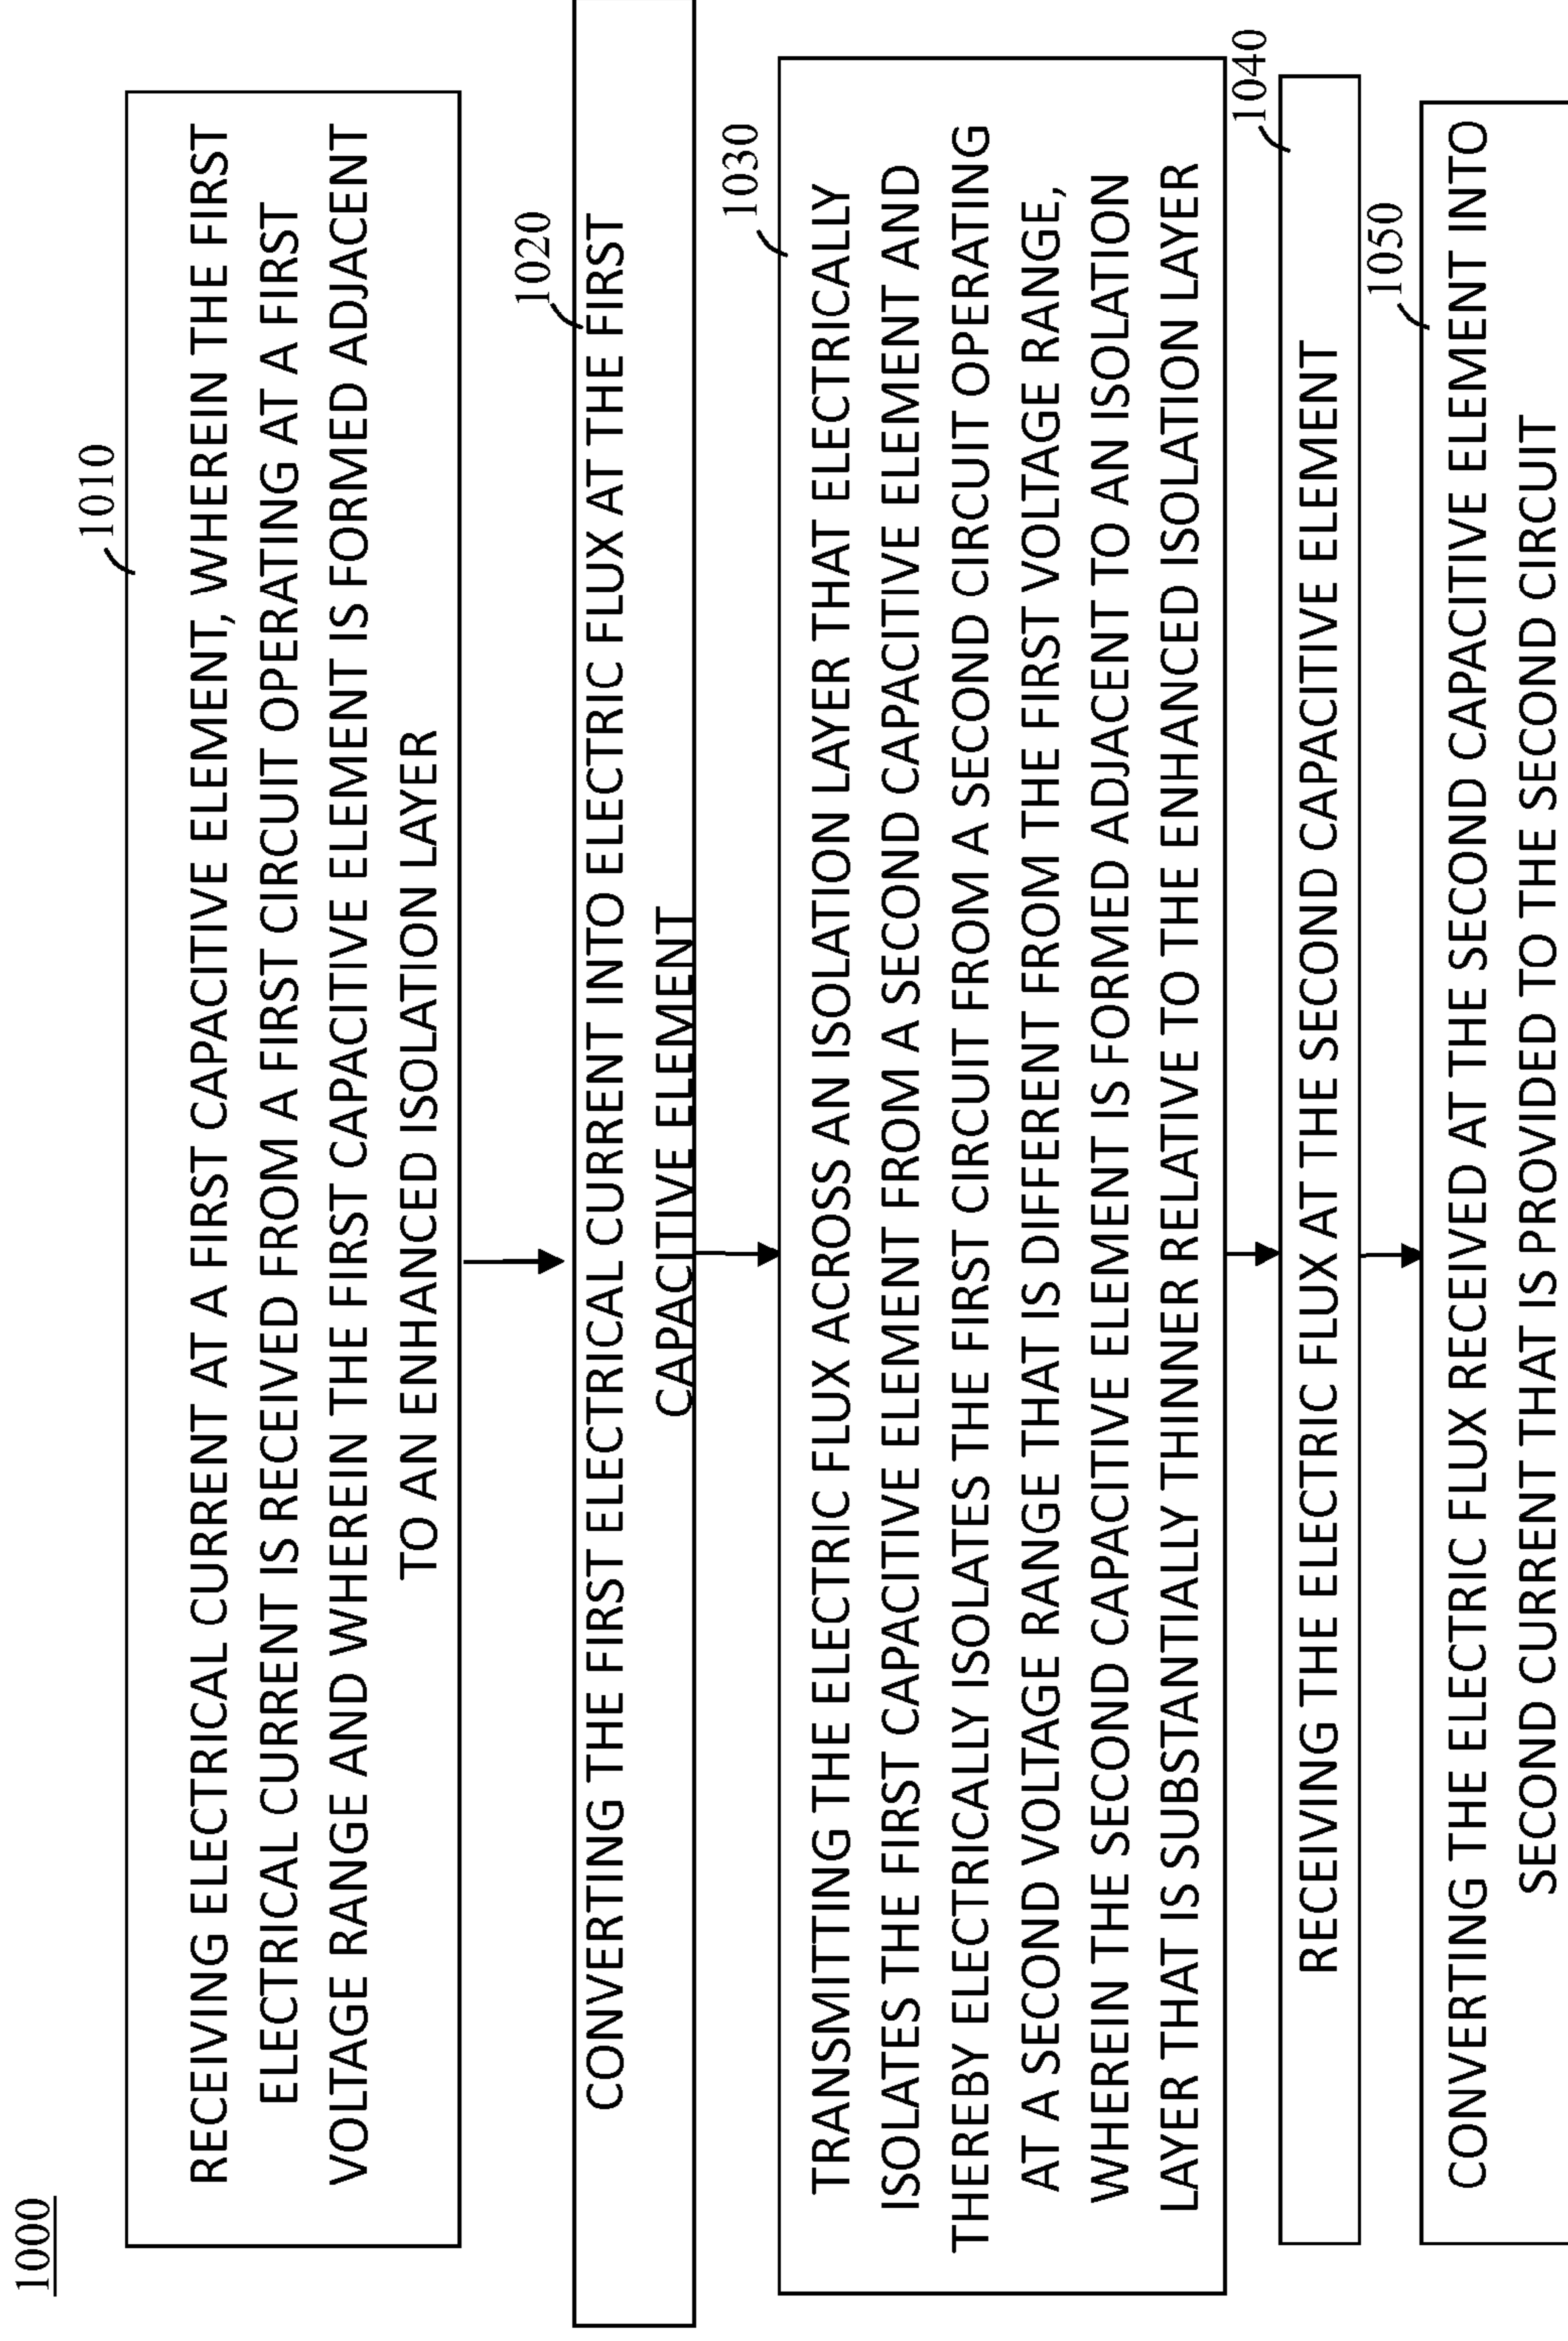 1000
1010
RECEIVING ELECTRICAL CURRENT AT A FIRST CAPACITIVE ELEMENT, WHEREIN THE FIRST
ELECTRICAL CURRENT IS RECEIVED FROM A FIRST CIRCUIT OPERATING AT A FIRST
VOLTAGE RANGE AND WHEREIN THE FIRST CAPACITIVE ELEMENT IS FORMED ADJACENT
TO AN ENHANCED ISOLATION LAYER
1020
CONVERTING THE FIRST ELECTRICAL CURRENT INTO ELECTRIC FLUX AT THE FIRST
CAPACITIVE ELEMENT
1030
TRANSMITTING THE ELECTRIC FLUX ACROSS AN ISOLATION LAYER THAT ELECTRICALLY
ISOLATES THE FIRST CAPACITIVE ELEMENT FROM A SECOND CAPACITIVE ELEMENT AND
THEREBY ELECTRICALLY ISOLATES THE FIRST CIRCUIT FROM A SECOND CIRCUIT OPERATING
AT A SECOND VOLTAGE RANGE THAT IS DIFFERENT FROM THE FIRST VOLTAGE RANGE,
WHEREIN THE SECOND CAPACITIVE ELEMENT IS FORMED ADJACENT TO AN ISOLATION
LAYER THAT IS SUBSTANTIALLY THINNER RELATIVE TO THE ENHANCED ISOLATION LAYER
1040
RECEIVING THE ELECTRIC FLUX AT THE SECOND CAPACITIVE ELEMENT
1050
CONVERTING THE ELECTRIC FLUX RECEIVED AT THE SECOND CAPACITIVE ELEMENT INTO
SECOND CURRENT THAT IS PROVIDED TO THE SECOND CIRCUIT